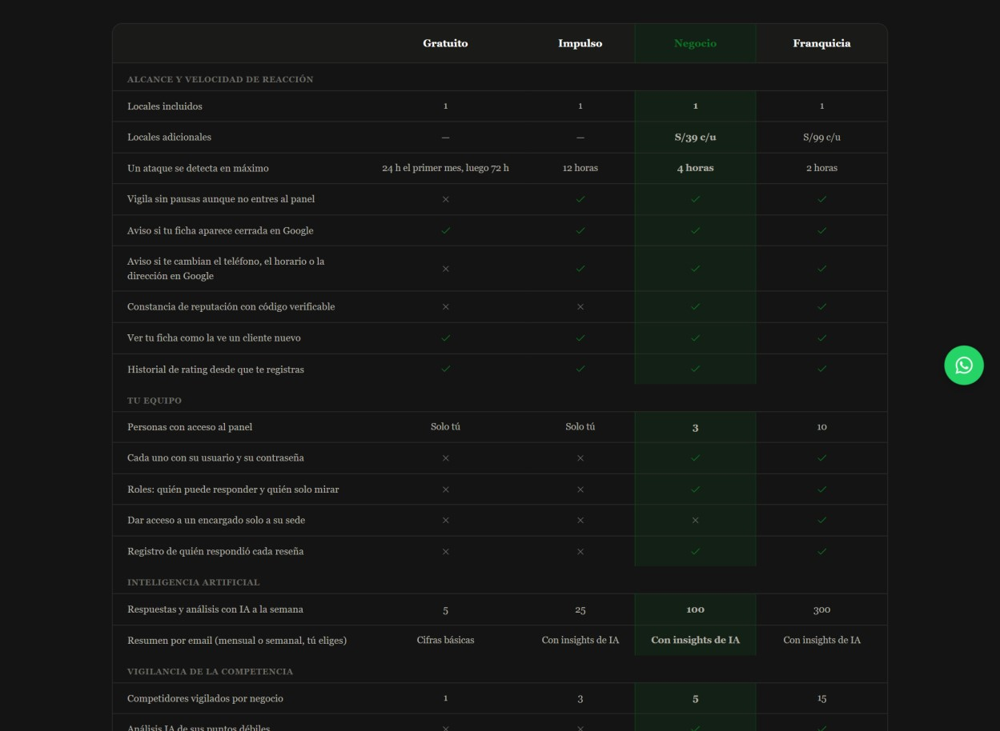 Gratuito Impulso Negocio Franquicia
ALCANCE Y VELOCIDAD DE REACCIÓN
Locales incluidos 1 1 1 1
Locales adicionales — — S/39 c/u S/99 c/u
Un ataque se detecta en máximo 24 h el primer mes, luego 72 h 12 horas 4 horas 2 horas
Vigila sin pausas aunque no entres al panel × ✓ ✓ ✓
Aviso si tu ficha aparece cerrada en Google ✓ ✓ ✓ ✓
Aviso si te cambian el teléfono, el horario o la
dirección en Google × ✓ ✓ ✓
Constancia de reputación con código verificable × × ✓ ✓
Ver tu ficha como la ve un cliente nuevo ✓ ✓ ✓ ✓
Historial de rating desde que te registras ✓ ✓ ✓ ✓
TU EQUIPO
Personas con acceso al panel Solo tú Solo tú 3 10
Cada uno con su usuario y su contraseña × × ✓ ✓
Roles: quién puede responder y quién solo mirar × × ✓ ✓
Dar acceso a un encargado solo a su sede × × × ✓
Registro de quién respondió cada reseña × × ✓ ✓
INTELIGENCIA ARTIFICIAL
Respuestas y análisis con IA a la semana 5 25 100 300
Resumen por email (mensual o semanal, tú eliges) Cifras básicas Con insights de IA Con insights de IA Con insights de IA
VIGILANCIA DE LA COMPETENCIA
Competidores vigilados por negocio 1 3 5 15
Análisis IA de sus puntos débiles × × ✓ ✓